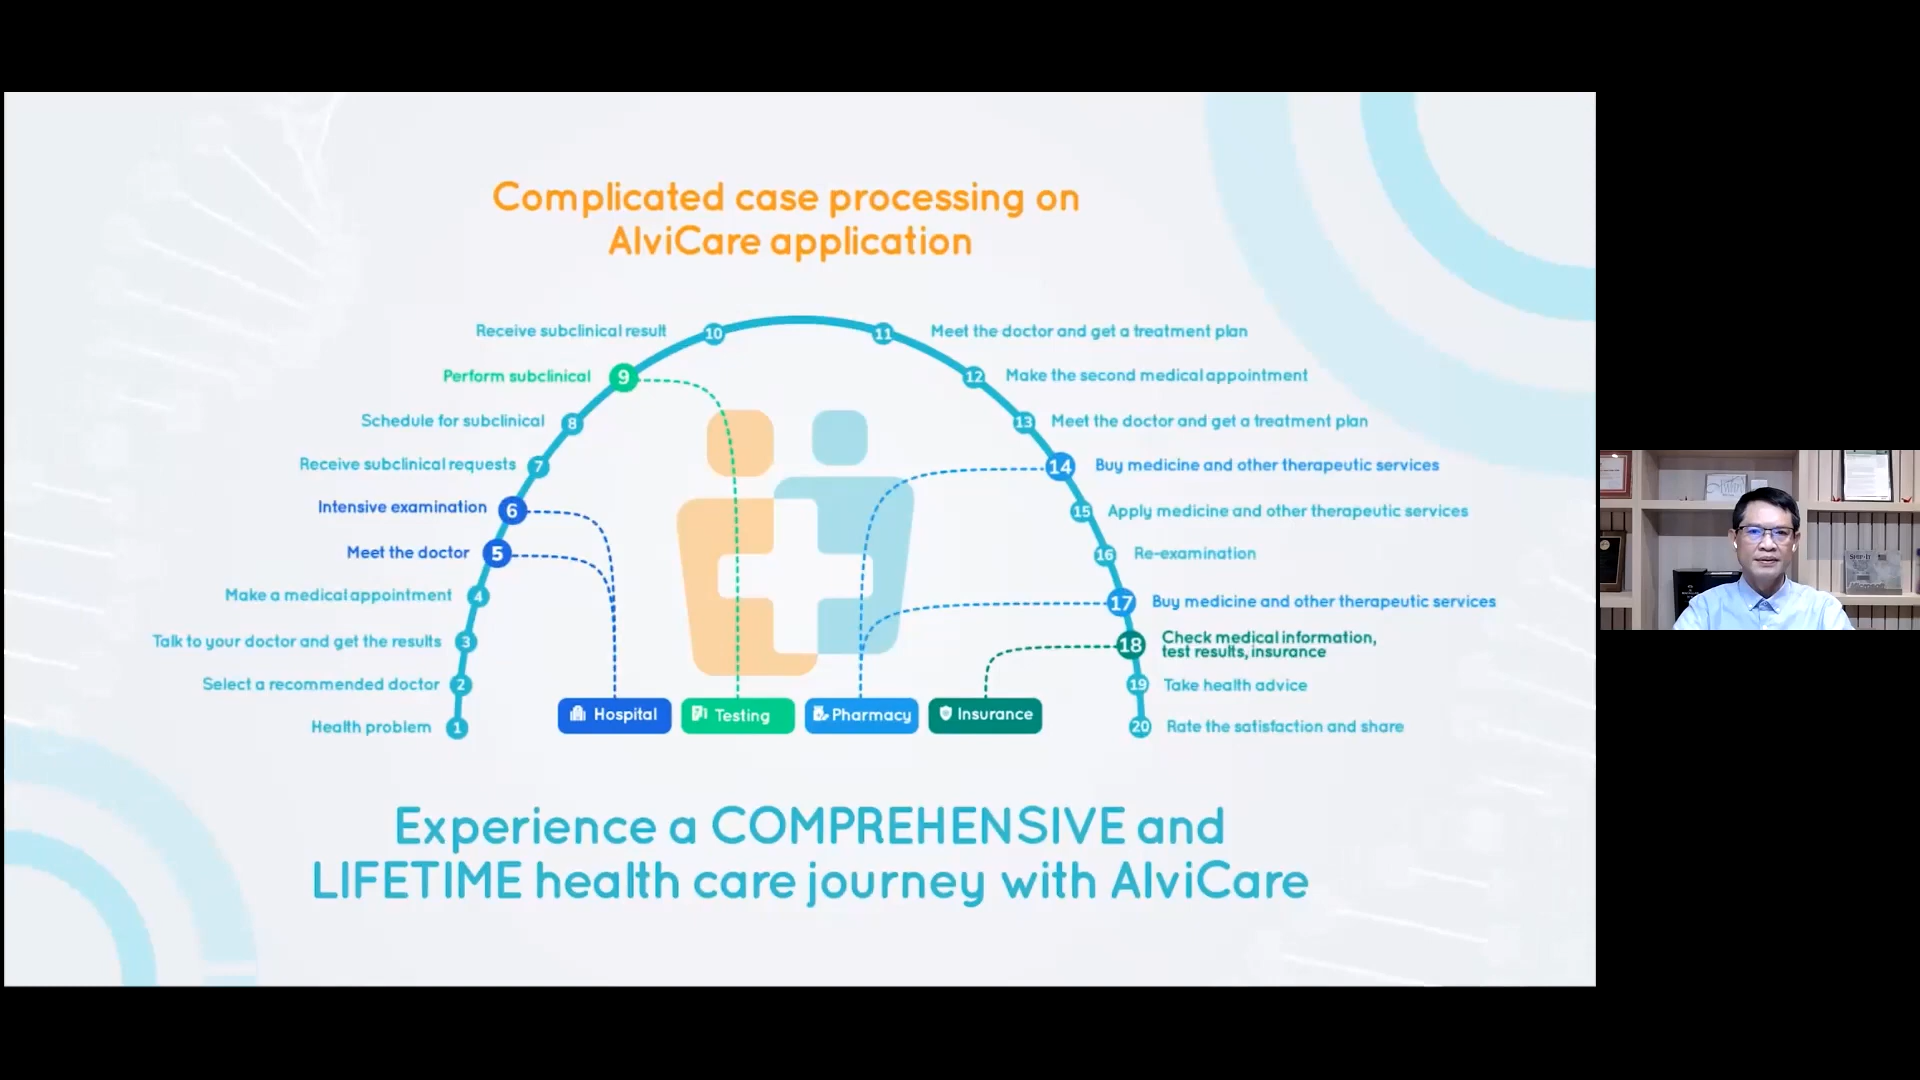 Complicated case processing on
AlviCare application
Receive subclinical result 10
11 Meet the doctor and get a treatment plan
Perform subclinical 9
12 Make the second medical appointment
Schedule for subclinical 8
13 Meet the doctor and get a treatment plan
Receive subclinical requests 7
14 Buy medicine and other therapeutic services
Intensive examination 6
15 Apply medicine and other therapeutic services
Meet the doctor 5
16 Re-examination
Make a medical appointment 4
17 Buy medicine and other therapeutic services
Talk to your doctor and get the results 3
18 Check medical information,
test results, insurance
Select a recommended doctor 2
19 Take health advice
Health problem 1
20 Rate the satisfaction and share
Hospital
Testing
Pharmacy
Insurance
Experience a COMPREHENSIVE and
LIFETIME health care journey with AlviCare
SHIP-IT
Microsoft